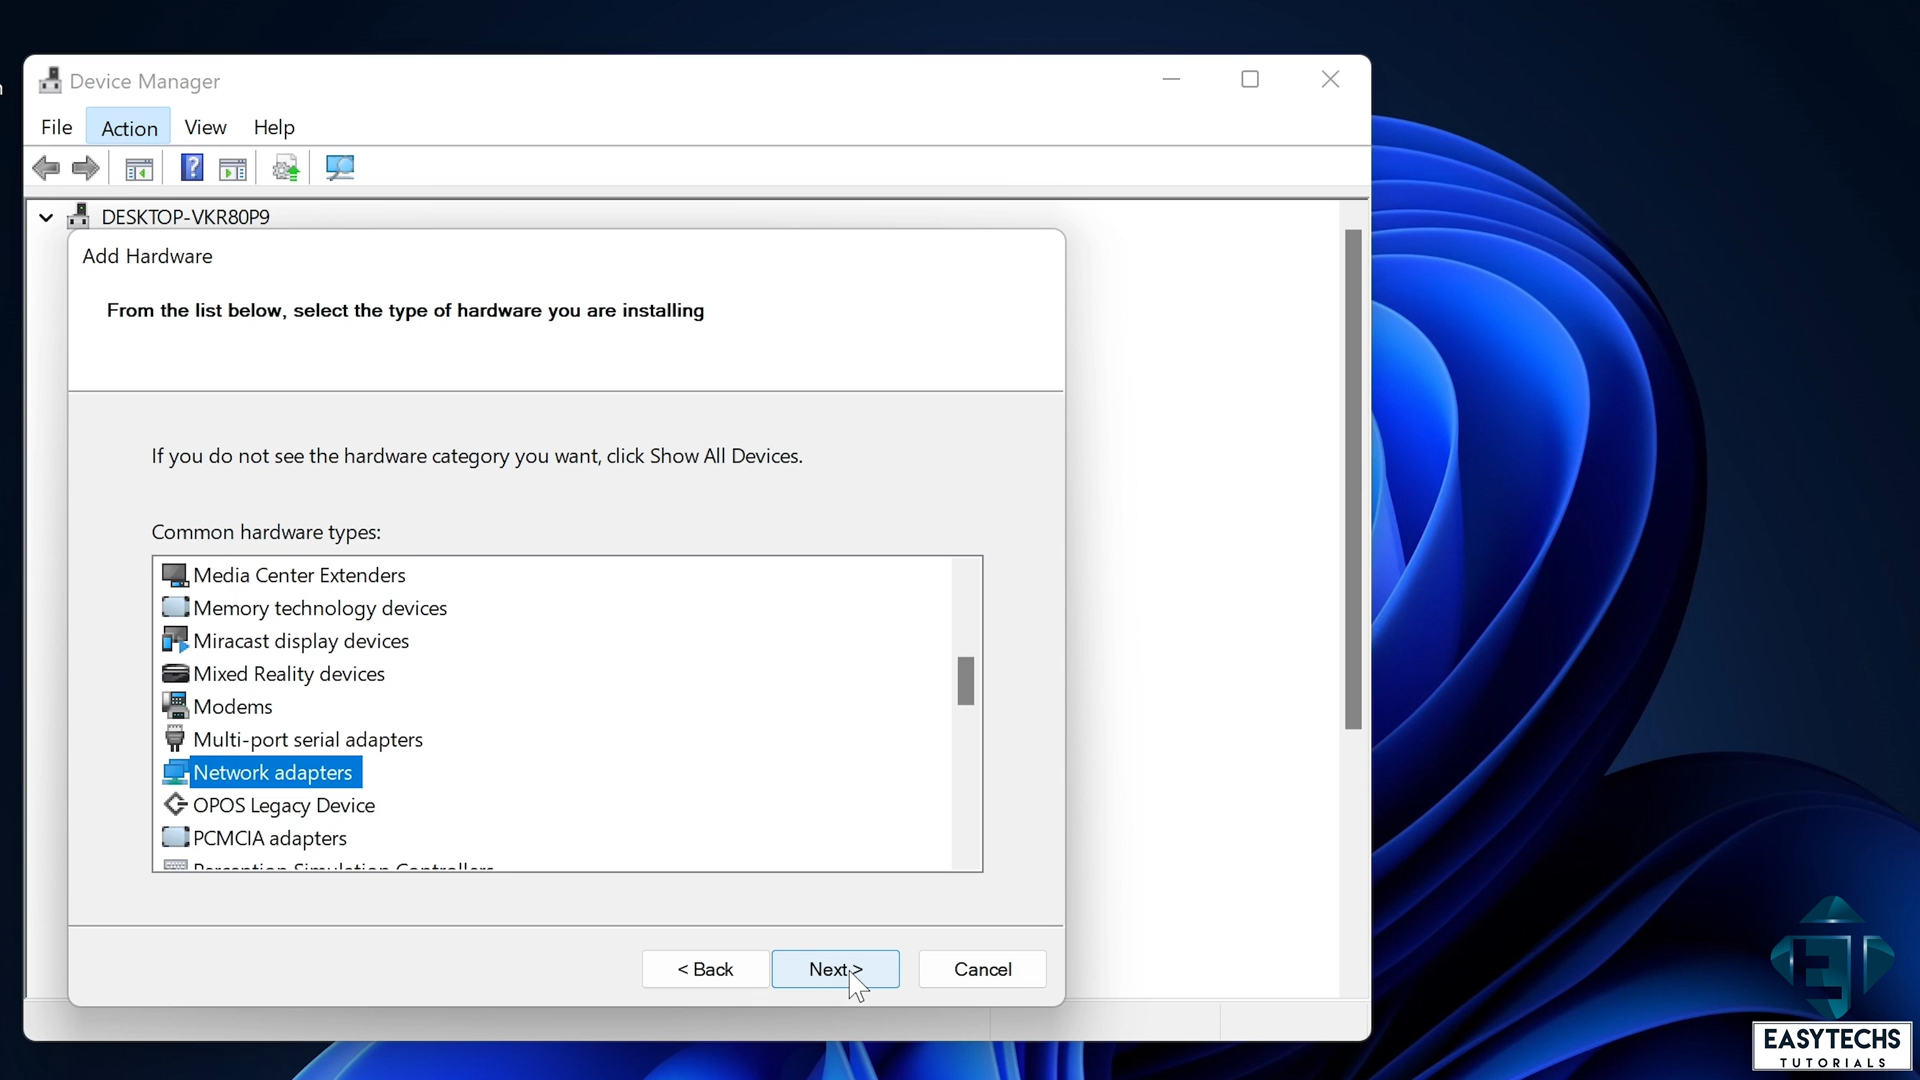 Device Manager
File Action View Help
DESKTOP-VKR80P9
Add Hardware
From the list below, select the type of hardware you are installing
If you do not see the hardware category you want, click Show All Devices.
Common hardware types:
Media Center Extenders
Memory technology devices
Miracast display devices
Mixed Reality devices
Modems
Multi-port serial adapters
Network adapters
OPOS Legacy Device
PCMCIA adapters
Perception Simulation Controllers
< Back Next > Cancel
ET
EASYTECHS
TUTORIALS